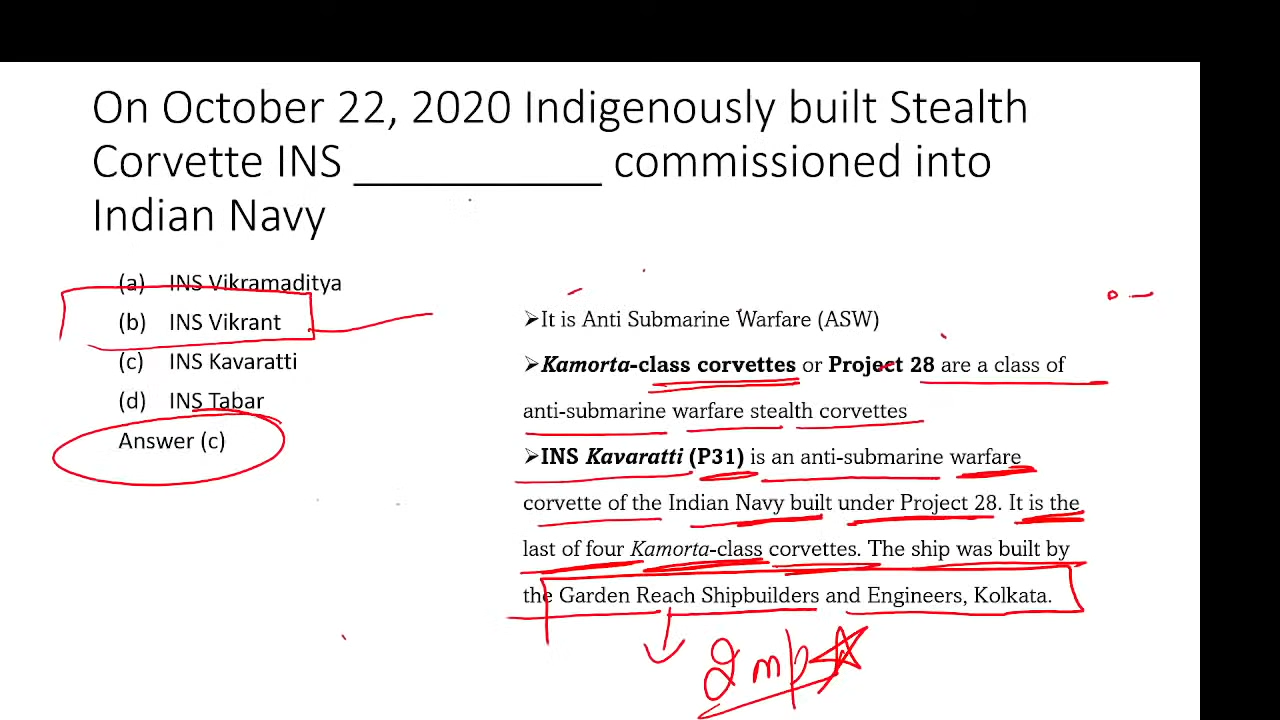 On October 22, 2020 Indigenously built Stealth
Corvette INS __________ commissioned into
Indian Navy
(a) INS Vikramaditya
(b) INS Vikrant
(c) INS Kavaratti
(d) INS Tabar
Answer (c)
➢It is Anti Submarine Warfare (ASW)
➢Kamorta-class corvettes or Project 28 are a class of
anti-submarine warfare stealth corvettes
➢INS Kavaratti (P31) is an anti-submarine warfare
corvette of the Indian Navy built under Project 28. It is the
last of four Kamorta-class corvettes. The ship was built by
the Garden Reach Shipbuilders and Engineers, Kolkata.